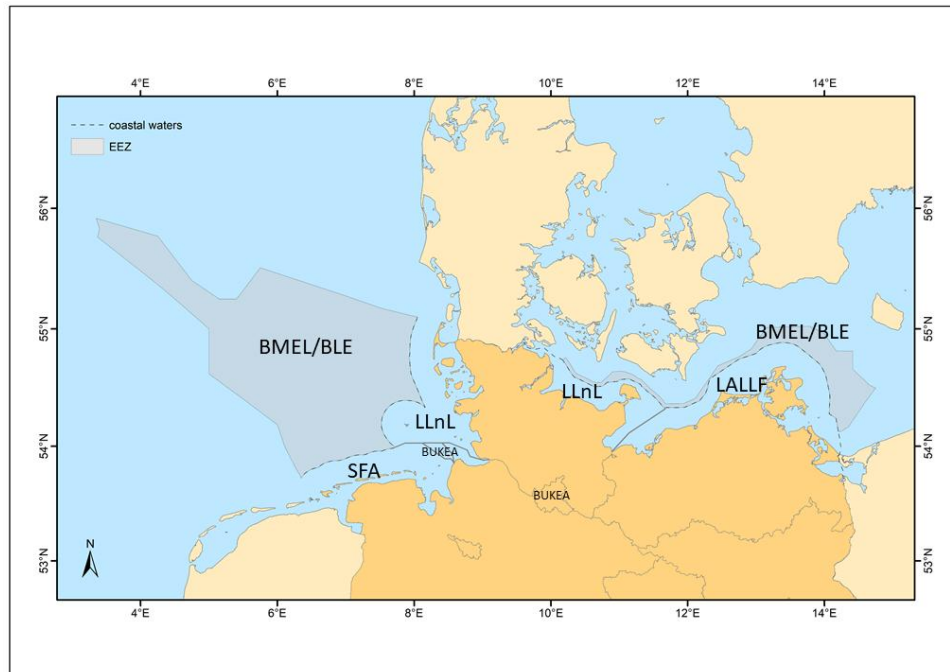 4°E 6°E 8°E 10°E 12°E 14°E
coastal waters
EEZ
56°N 56°N
55°N 55°N
BMEL/BLE
BMEL/BLE
LLnL
LALLF
LLnL
54°N 54°N
BUKEA
SFA
BUKEA
N
53°N 53°N
4°E 6°E 8°E 10°E 12°E 14°E